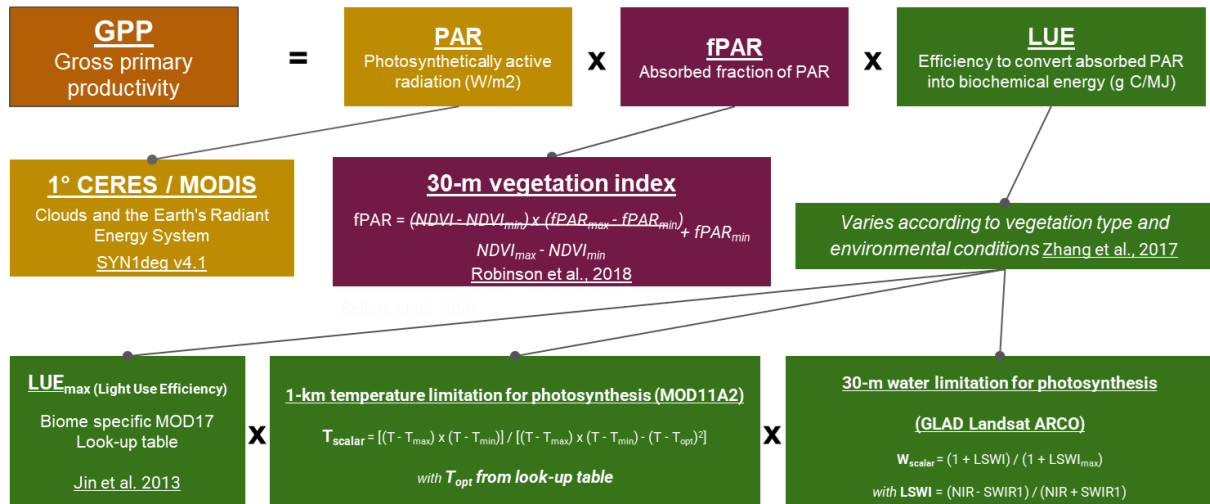 GPP
Gross primary
productivity
=
PAR
Photosynthetically active
radiation (W/m2)
x
fPAR
Absorbed fraction of PAR
x
LUE
Efficiency to convert absorbed PAR
into biochemical energy (g C/MJ)
1° CERES / MODIS
Clouds and the Earth's Radiant
Energy System
SYN1deg v4.1
30-m vegetation index
fPAR = (NDVI - NDVImin) x (fPARmax - fPARmin) + fPARmin
NDVImax - NDVImin
Robinson et al., 2018
Sellers et al. 1996
Varies according to vegetation type and
environmental conditions Zhang et al., 2017
LUEmax (Light Use Efficiency)
Biome specific MOD17
Look-up table
Jin et al. 2013
x
1-km temperature limitation for photosynthesis (MOD11A2)
Tscalar = [(T - Tmax) x (T - Tmin)] / [(T - Tmax) x (T - Tmin) - (T - Topt)²]
with Topt from look-up table
x
30-m water limitation for photosynthesis
(GLAD Landsat ARCO)
Wscalar = (1 + LSWI) / (1 + LSWImax)
with LSWI = (NIR - SWIR1) / (NIR + SWIR1)